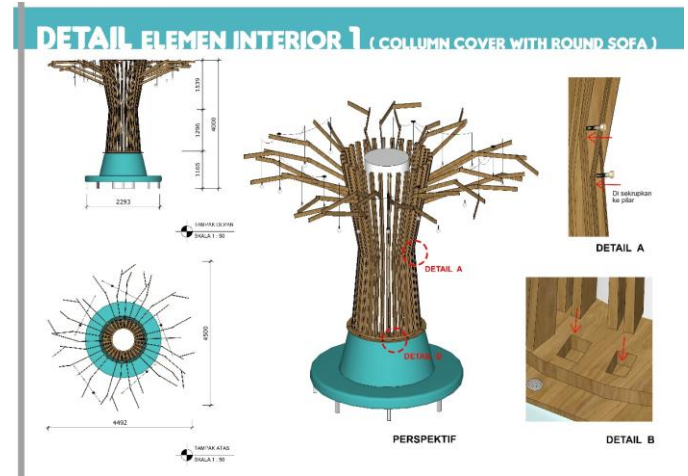 DETAIL ELEMEN INTERIOR 1 ( COLLUMN COVER WITH ROUND SOFA )
1339
1296
1165
4000
2293
TAMPAK DEPAN
SKALA 1 : 50
4500
4492
TAMPAK ATAS
SKALA 1 : 50
DETAIL A
DETAIL B
PERSPEKTIF
Di sekrupkan
ke pilar
DETAIL A
DETAIL B